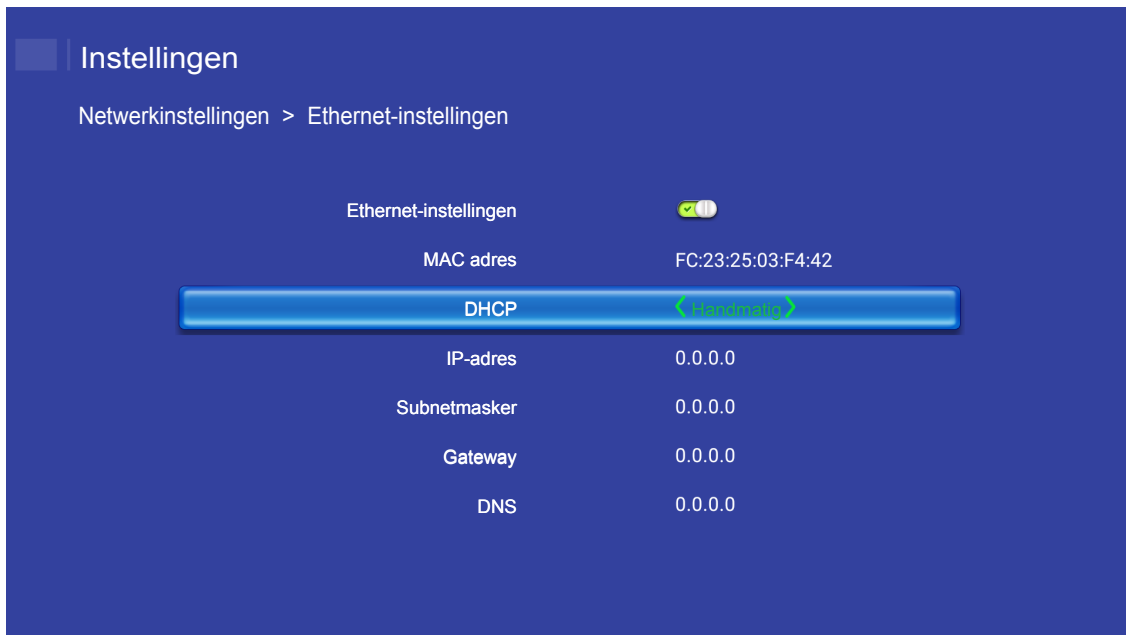 Instellingen
Netwerkinstellingen > Ethernet-instellingen
Ethernet-instellingen
MAC adres FC:23:25:03:F4:42
DHCP Handmatig
IP-adres 0.0.0.0
Subnetmasker 0.0.0.0
Gateway 0.0.0.0
DNS 0.0.0.0